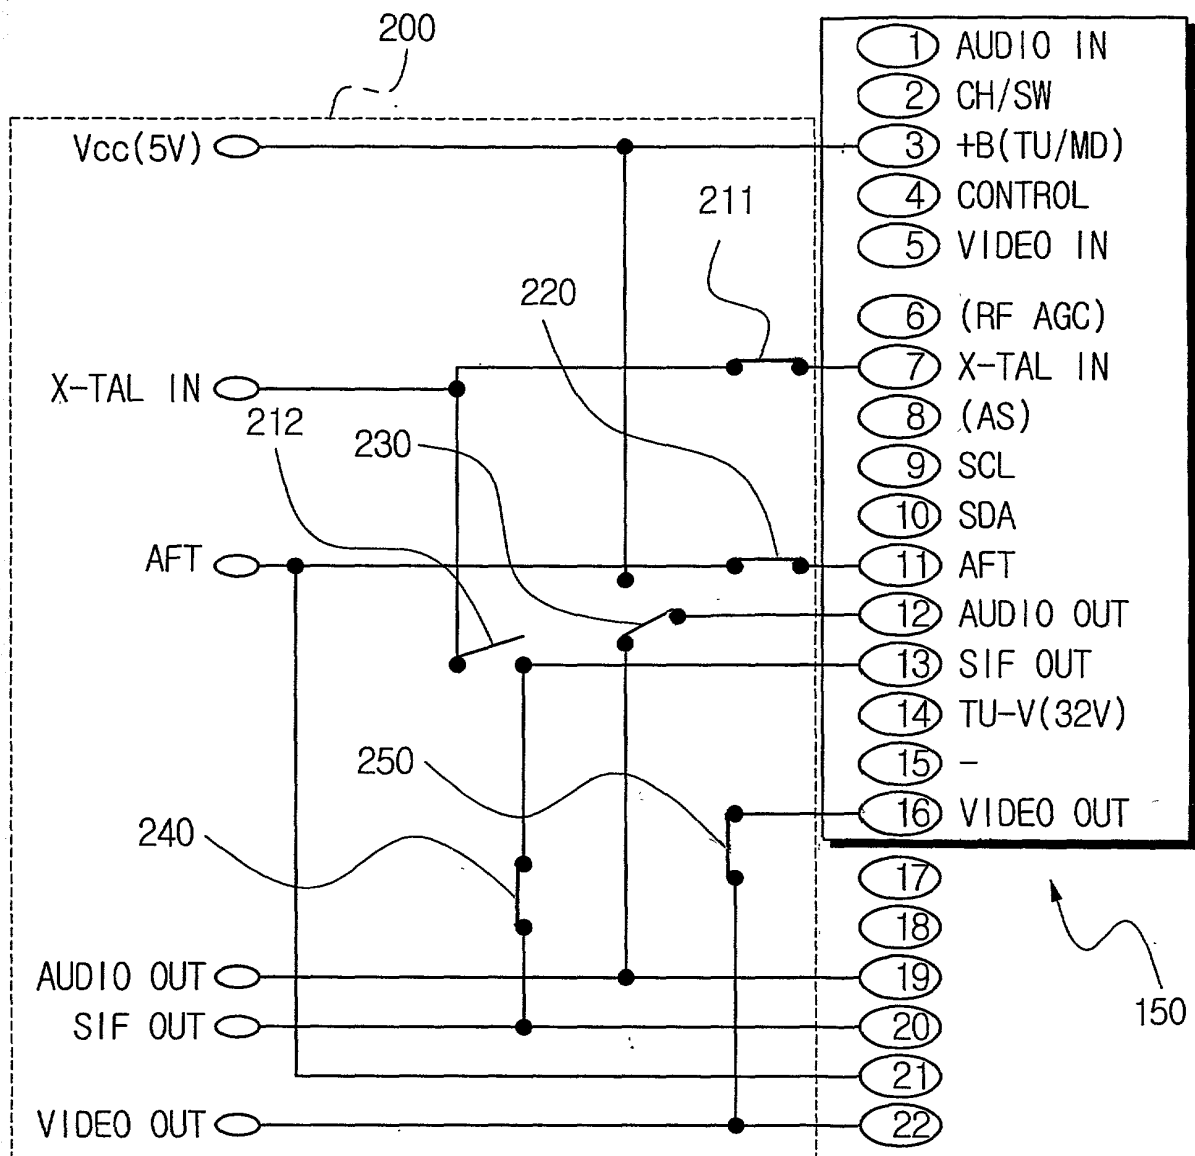 200
1 AUDIO IN
2 CH/SW
Vcc(5V) 3 +B(TU/MD)
4 CONTROL
211
5 VIDEO IN
220
6 (RF AGC)
7 X-TAL IN
X-TAL IN
8 (AS)
212
230
9 SCL
10 SDA
AFT 11 AFT
12 AUDIO OUT
13 SIF OUT
14 TU-V(32V)
250
15 -
16 VIDEO OUT
240
17
18
AUDIO OUT 19
150
SIF OUT 20
21
VIDEO OUT 22